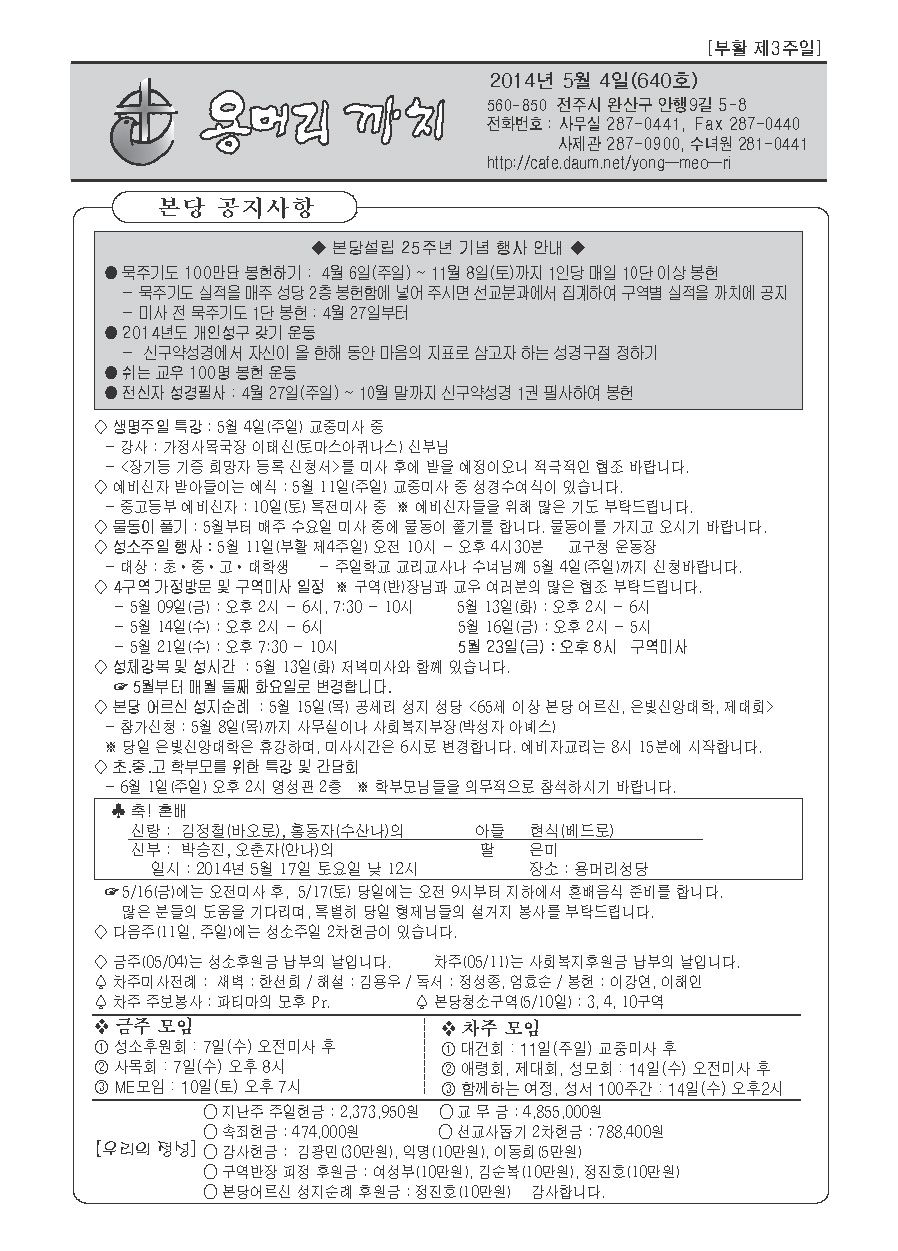 [부활 제3주일]
용머리 까치
2014년 5월 4일(640호)
560-850 전주시 완산구 안행9길 5-8
전화번호 : 사무실 287-0441, Fax 287-0440
사제관 287-0900, 수녀원 281-0441
http://cafe.daum.net/yong-meo-ri
본당 공지사항
◆ 본당설립 25주년 기념 행사 안내 ◆
● 묵주기도 100만단 봉헌하기 : 4월 6일(주일) ~ 11월 8일(토)까지 1인당 매일 10단 이상 봉헌
- 묵주기도 실적을 매주 성당 2층 봉헌함에 넣어 주시면 선교분과에서 집계하여 구역별 실적을 까치에 공지
- 미사 전 묵주기도 1단 봉헌 : 4월 27일부터
● 2014년도 개인성구 갖기 운동
- 신구약성경에서 자신이 올 한해 동안 마음의 지표로 삼고자 하는 성경구절 정하기
● 쉬는 교우 100명 봉헌 운동
● 전신자 성경필사 : 4월 27일(주일) ~ 10월 말까지 신구약성경 1권 필사하여 봉헌
◇ 생명주일 특강 : 5월 4일(주일) 교중미사 중
- 강사 : 가정사목국장 이태신(토마스아퀴나스) 신부님
- <장기등 기증 희망자 등록 신청서>를 미사 후에 받을 예정이오니 적극적인 협조 바랍니다.
◇ 예비신자 받아들이는 예식 : 5월 11일(주일) 교중미사 중 성경수여식이 있습니다.
- 중고등부 예비신자 : 10일(토) 특전미사 중 ※ 예비신자들을 위해 많은 기도 부탁드립니다.
◇ 물동이 풀기 : 5월부터 매주 수요일 미사 중에 물동이 풀기를 합니다. 물동이를 가지고 오시기 바랍니다.
◇ 성소주일 행사 : 5월 11일(부활 제4주일) 오전 10시 - 오후 4시30분 교구청 운동장
- 대상 : 초·중·고·대학생 - 주일학교 교리교사나 수녀님께 5월 4일(주일)까지 신청바랍니다.
◇ 4구역 가정방문 및 구역미사 일정 ※ 구역(반)장님과 교우 여러분의 많은 협조 부탁드립니다.
- 5월 09일(금) : 오후 2시 - 6시, 7:30 - 10시 5월 13일(화) : 오후 2시 - 6시
- 5월 14일(수) : 오후 2시 - 6시 5월 16일(금) : 오후 2시 - 5시
- 5월 21일(수) : 오후 7:30 - 10시 5월 23일(금) : 오후 8시 구역미사
◇ 성체강복 및 성시간 : 5월 13일(화) 저녁미사와 함께 있습니다.
☞ 5월부터 매월 둘째 화요일로 변경합니다.
◇ 본당 어르신 성지순례 : 5월 15일(목) 공세리 성지 성당 <65세 이상 본당 어르신, 은빛신앙대학, 제대회>
- 참가신청 : 5월 8일(목)까지 사무실이나 사회복지부장(박성자 아녜스)
※ 당일 은빛신앙대학은 휴강하며, 미사시간은 6시로 변경합니다. 예비자교리는 8시 15분에 시작합니다.
◇ 초.중.고 학부모를 위한 특강 및 간담회
- 6월 1일(주일) 오후 2시 영성관 2층 ※ 학부모님들을 의무적으로 참석하시기 바랍니다.
♣ 축! 혼배
신랑 : 김정철(바오로), 홍동자(수산나)의 아들 현식(베드로)
신부 : 박승진, 오춘자(안나)의 딸 은미
일시 : 2014년 5월 17일 토요일 낮 12시 장소 : 용머리성당
☞ 5/16(금)에는 오전미사 후, 5/17(토) 당일에는 오전 9시부터 지하에서 혼배음식 준비를 합니다.
많은 분들의 도움을 기다리며, 특별히 당일 형제님들의 설거지 봉사를 부탁드립니다.
◇ 다음주(11일, 주일)에는 성소주일 2차헌금이 있습니다.
◇ 금주(05/04)는 성소후원금 납부의 날입니다. 차주(05/11)는 사회복지후원금 납부의 날입니다.
♤ 차주미사전례 : 새벽 : 한선희 / 해설 : 김용우 / 독서 : 정성종, 엄효순 / 봉헌 : 이강연, 이해인
♤ 차주 주보봉사 : 파티마의 모후 Pr. ♤ 본당청소구역(5/10일) : 3, 4, 10구역
❖ 금주 모임
① 성소후원회 : 7일(수) 오전미사 후
② 사목회 : 7일(수) 오후 8시
③ ME모임 : 10일(토) 오후 7시
❖ 차주 모임
① 대건회 : 11일(주일) 교중미사 후
② 애령회, 제대회, 성모회 : 14일(수) 오전미사 후
③ 함께하는 여정, 성서 100주간 : 14일(수) 오후2시
[우리의 정성]
○ 지난주 주일헌금 : 2,373,950원 ○ 교 무 금 : 4,855,000원
○ 속죄헌금 : 474,000원 ○ 선교사돕기 2차헌금 : 788,400원
○ 감사헌금 : 김광민(30만원), 익명(10만원), 이동희(5만원)
○ 구역반장 피정 후원금 : 여성부(10만원), 김순복(10만원), 정진호(10만원)
○ 본당어르신 성지순례 후원금 : 정진호(10만원) 감사합니다.